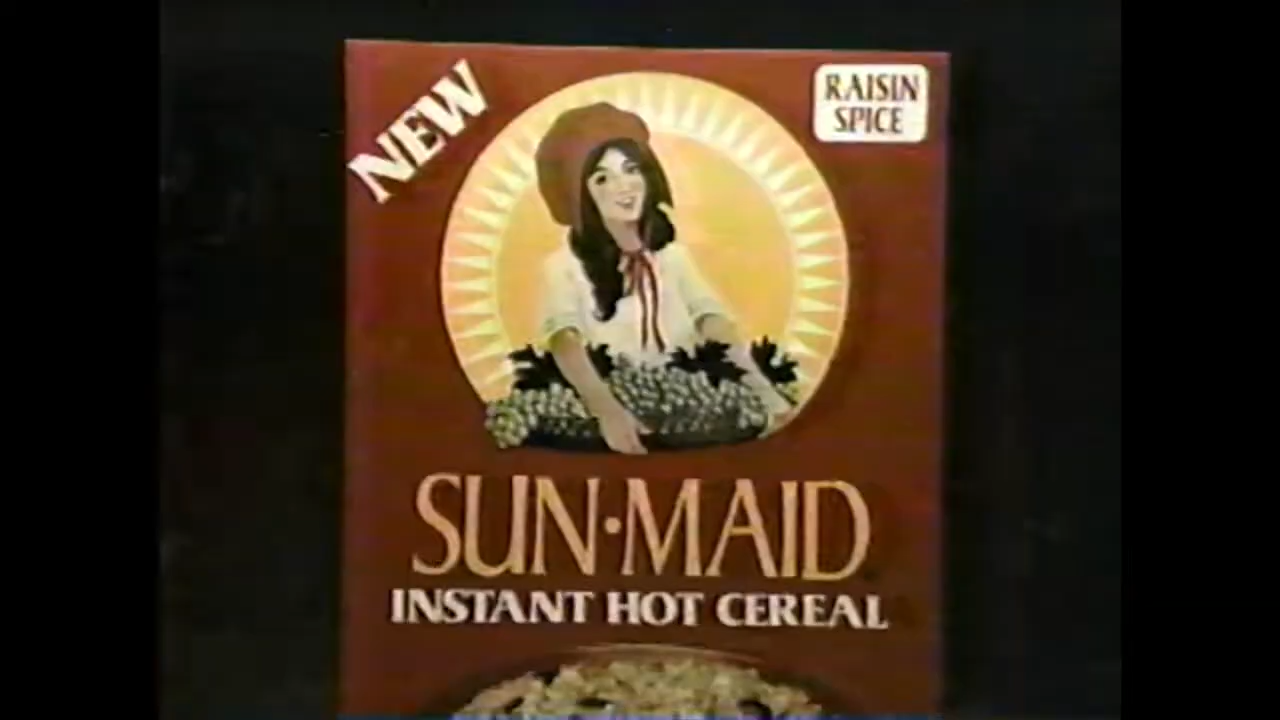 NEW
RAISIN
SPICE
SUN•MAID
INSTANT HOT CEREAL